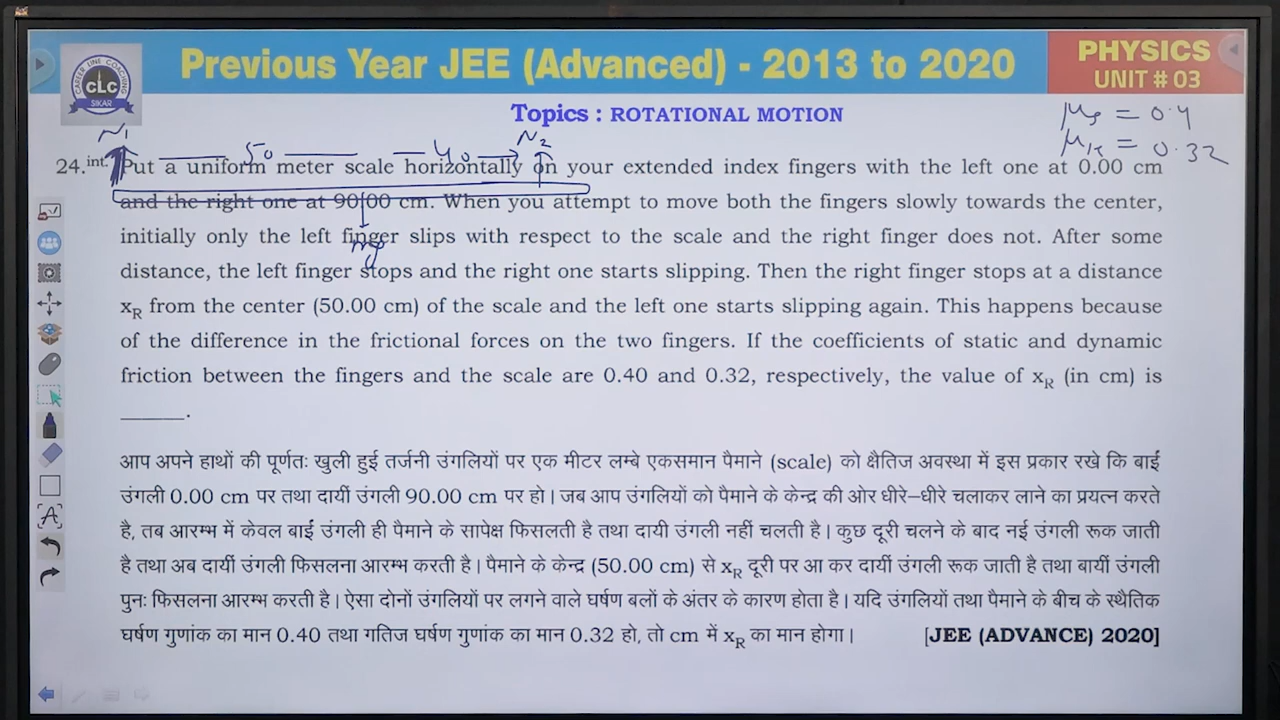 Previous Year JEE (Advanced) - 2013 to 2020
PHYSICS
UNIT # 03
CAREER LINE COACHING
CLC
SIKAR
Topics : ROTATIONAL MOTION
μs = 0.4
μk = 0.32
N1
50
40
N2
24.int. Put a uniform meter scale horizontally on your extended index fingers with the left one at 0.00 cm
and the right one at 90.00 cm. When you attempt to move both the fingers slowly towards the center,
mg
initially only the left finger slips with respect to the scale and the right finger does not. After some
distance, the left finger stops and the right one starts slipping. Then the right finger stops at a distance
xR from the center (50.00 cm) of the scale and the left one starts slipping again. This happens because
of the difference in the frictional forces on the two fingers. If the coefficients of static and dynamic
friction between the fingers and the scale are 0.40 and 0.32, respectively, the value of xR (in cm) is
______.
आप अपने हाथों की पूर्णतः खुली हुई तर्जनी उंगलियों पर एक मीटर लम्बे एकसमान पैमाने (scale) को क्षैतिज अवस्था में इस प्रकार रखे कि बाईं
उंगली 0.00 cm पर तथा दायीं उंगली 90.00 cm पर हो। जब आप उंगलियों को पैमाने के केन्द्र की ओर धीरे–धीरे चलाकर लाने का प्रयत्न करते
है, तब आरम्भ में केवल बाईं उंगली ही पैमाने के सापेक्ष फिसलती है तथा दायी उंगली नहीं चलती है। कुछ दूरी चलने के बाद नई उंगली रूक जाती
है तथा अब दायीं उंगली फिसलना आरम्भ करती है। पैमाने के केन्द्र (50.00 cm) से xR दूरी पर आ कर दायीं उंगली रूक जाती है तथा बायीं उंगली
पुनः फिसलना आरम्भ करती है। ऐसा दोनों उंगलियों पर लगने वाले घर्षण बलों के अंतर के कारण होता है। यदि उंगलियों तथा पैमाने के बीच के स्थैतिक
घर्षण गुणांक का मान 0.40 तथा गतिज घर्षण गुणांक का मान 0.32 हो, तो cm में xR का मान होगा।
[JEE (ADVANCE) 2020]